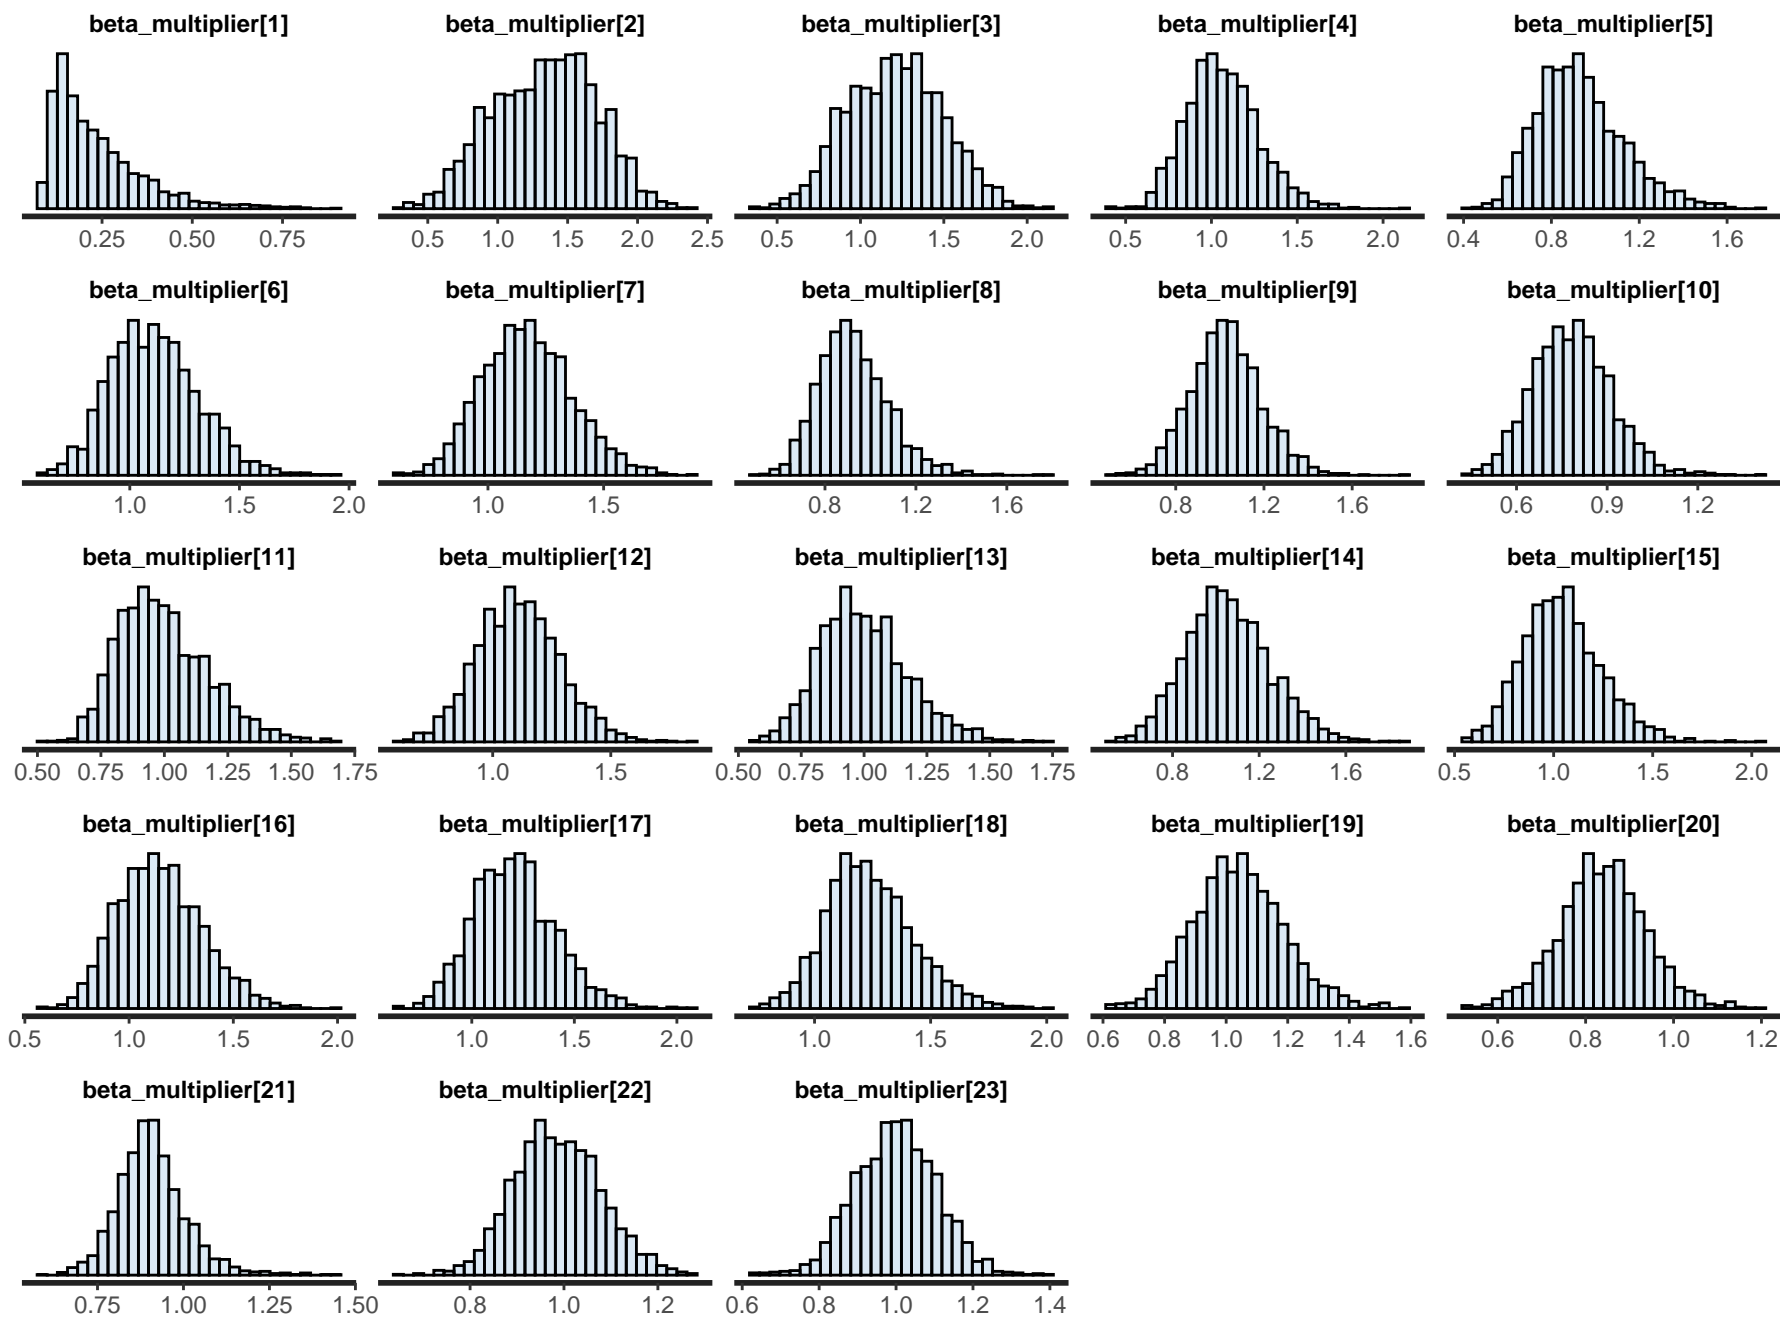 beta_multiplier[1] beta_multiplier[2] beta_multiplier[3] beta_multiplier[4] beta_multiplier[5]
0.25 0.50 0.75 0.5 1.0 1.5 2.0 2.5 0.5 1.0 1.5 2.0 0.5 1.0 1.5 2.0 0.4 0.8 1.2 1.6
beta_multiplier[6] beta_multiplier[7] beta_multiplier[8] beta_multiplier[9] beta_multiplier[10]
1.0 1.5 2.0 1.0 1.5 0.8 1.2 1.6 0.8 1.2 1.6 0.6 0.9 1.2
beta_multiplier[11] beta_multiplier[12] beta_multiplier[13] beta_multiplier[14] beta_multiplier[15]
0.50 0.75 1.00 1.25 1.50 1.75 1.0 1.5 0.50 0.75 1.00 1.25 1.50 1.75 0.8 1.2 1.6 0.5 1.0 1.5 2.0
beta_multiplier[16] beta_multiplier[17] beta_multiplier[18] beta_multiplier[19] beta_multiplier[20]
0.5 1.0 1.5 2.0 1.0 1.5 2.0 1.0 1.5 2.0 0.6 0.8 1.0 1.2 1.4 1.6 0.6 0.8 1.0 1.2
beta_multiplier[21] beta_multiplier[22] beta_multiplier[23]
0.75 1.00 1.25 1.50 0.8 1.0 1.2 0.6 0.8 1.0 1.2 1.4